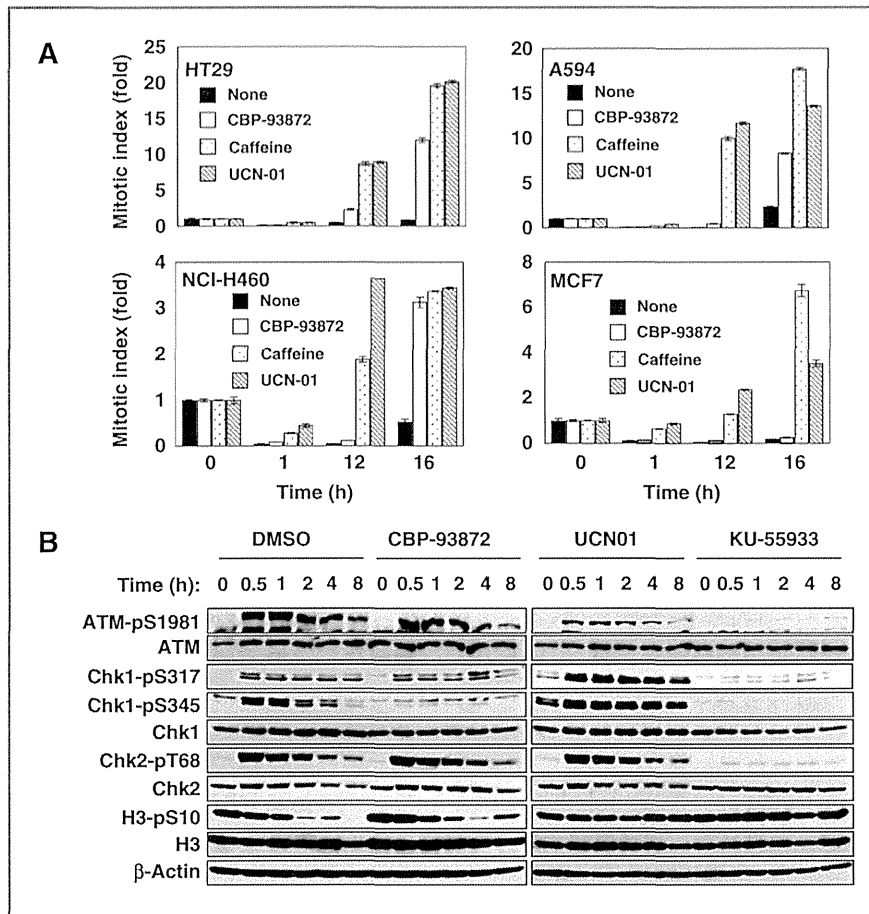 A
HT29
None
CBP-93872
Caffeine
UCN-01
Mitotic index (fold)
25
20
15
10
5
0
A594
None
CBP-93872
Caffeine
UCN-01
20
15
10
5
0
NCI-H460
None
CBP-93872
Caffeine
UCN-01
Mitotic index (fold)
4
3
2
1
0
0 1 12 16
Time (h)
MCF7
None
CBP-93872
Caffeine
UCN-01
8
6
4
2
0
0 1 12 16
Time (h)
B
DMSO CBP-93872 UCN01 KU-55933
Time (h): 0 0.5 1 2 4 8 0 0.5 1 2 4 8 0 0.5 1 2 4 8 0 0.5 1 2 4 8
ATM-pS1981
ATM
Chk1-pS317
Chk1-pS345
Chk1
Chk2-pT68
Chk2
H3-pS10
H3
β-Actin